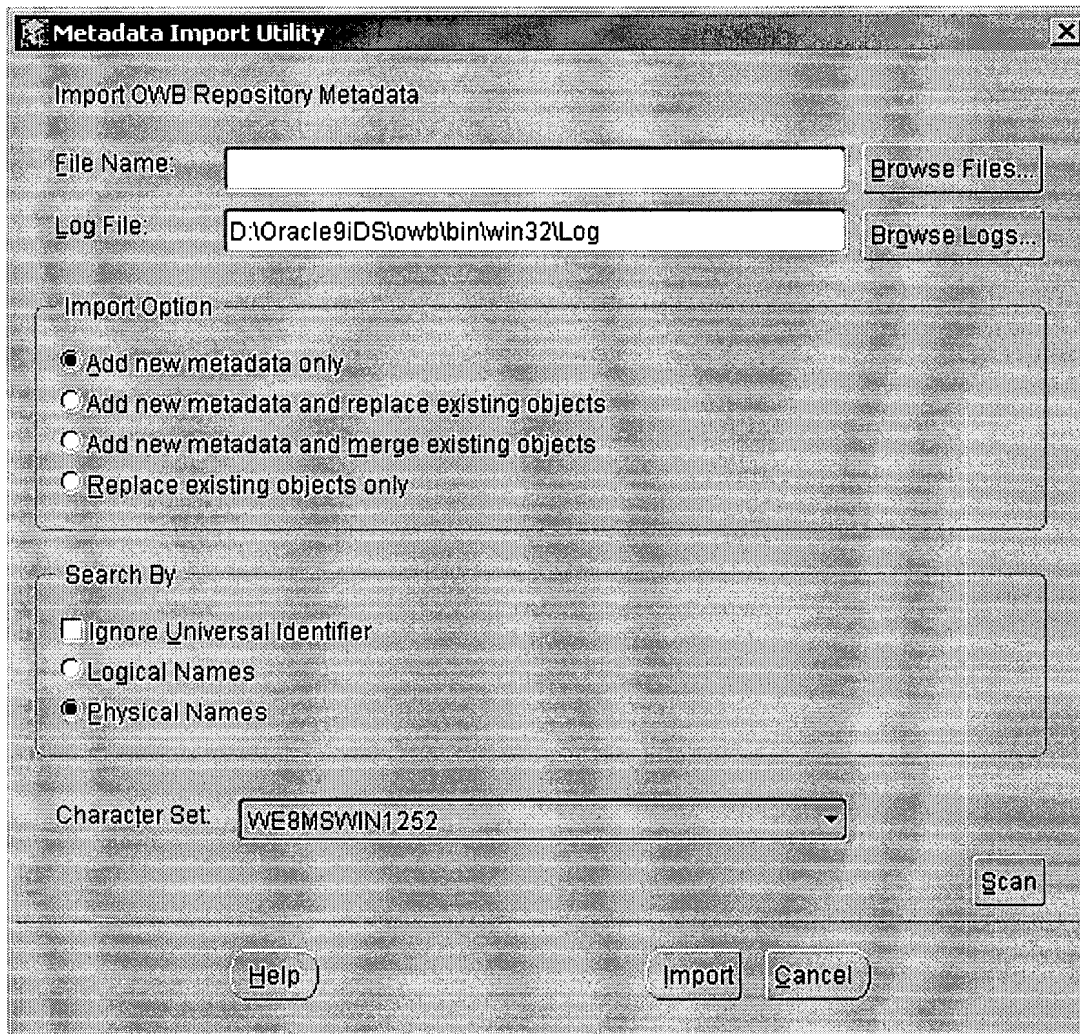 Metadata Import Utility
Import OWB Repository Metadata
File Name:
Browse Files...
Log File:
D:\Oracle9iDS\owb\bin\win32\Log
Browse Logs...
Import Option
Add new metadata only
Add new metadata and replace existing objects
Add new metadata and merge existing objects
Replace existing objects only
Search By
Ignore Universal Identifier
Logical Names
Physical Names
Character Set:
WE8MSWIN1252
Scan
Help
Import
Cancel